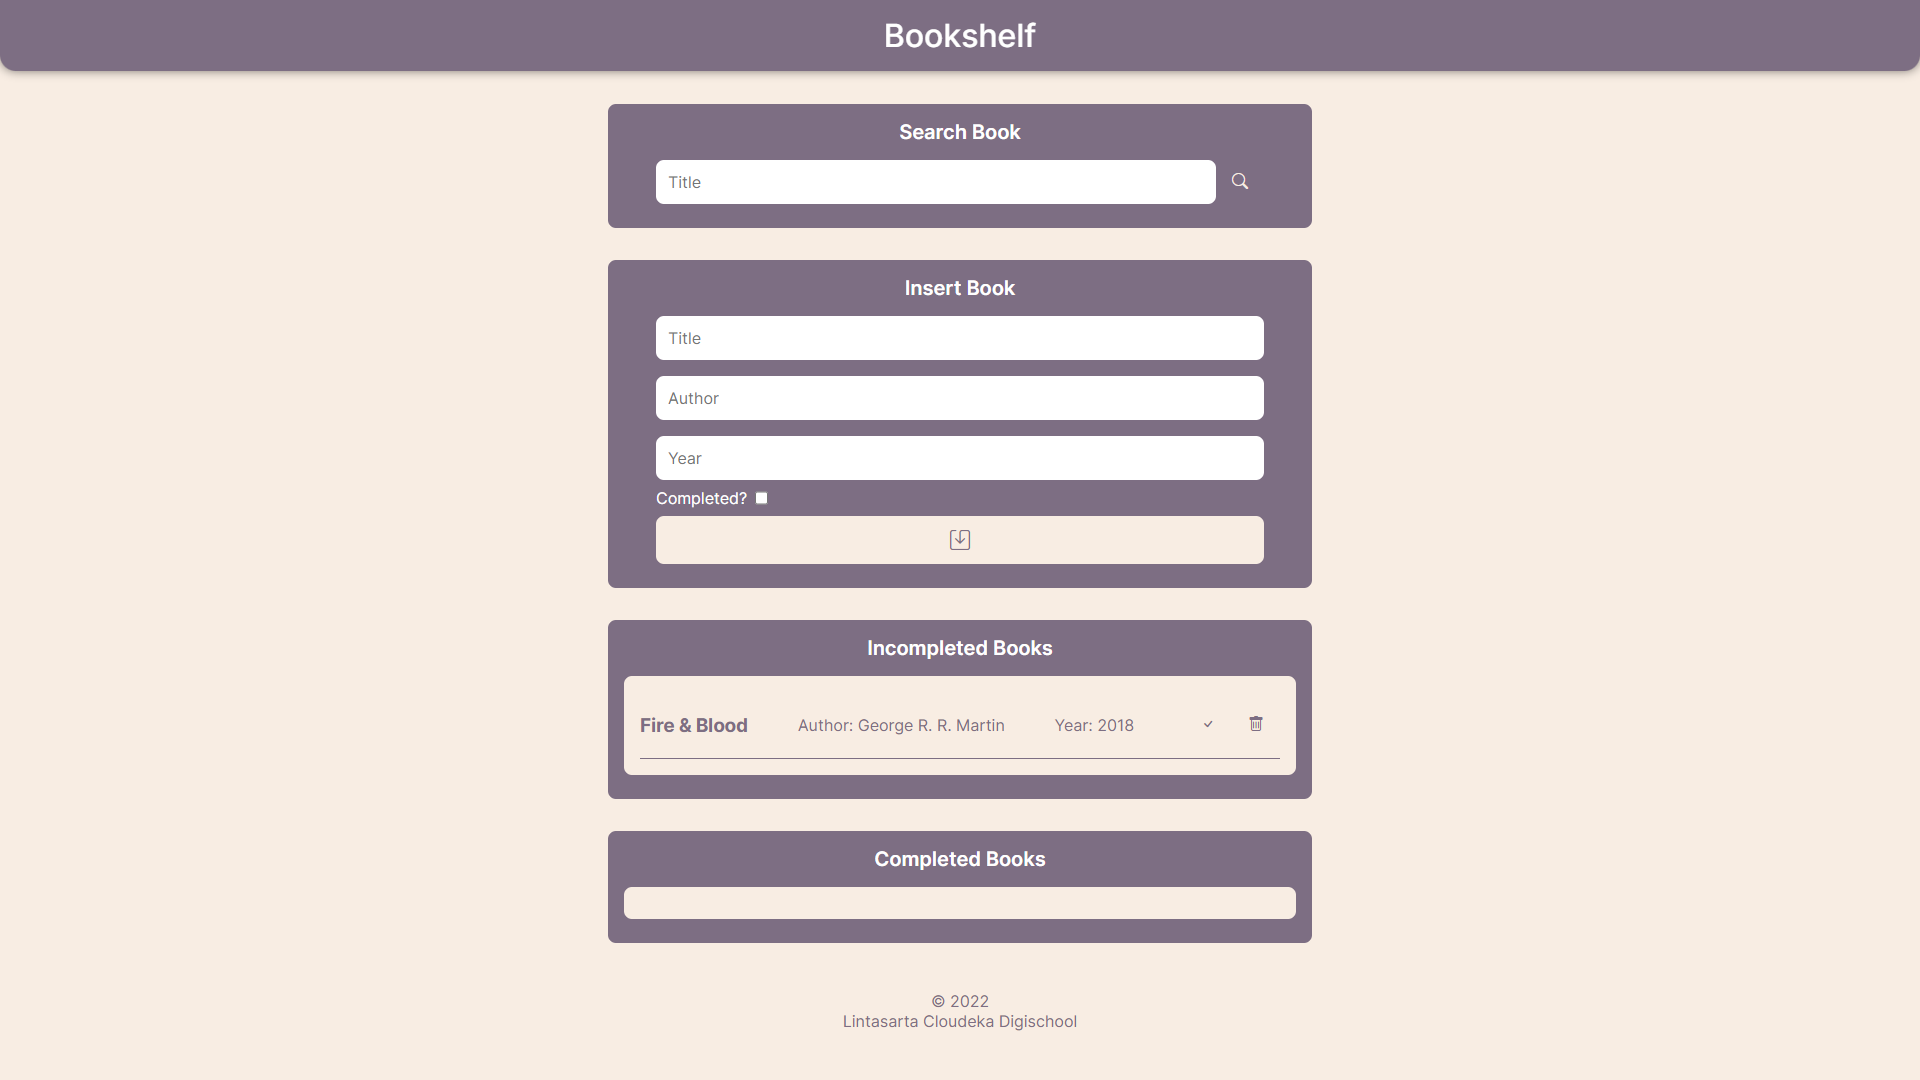 Bookshelf
Search Book
Title
Insert Book
Title
Author
Year
Completed?
Incompleted Books
Fire & Blood Author: George R. R. Martin Year: 2018
Completed Books
© 2022
Lintasarta Cloudeka Digischool